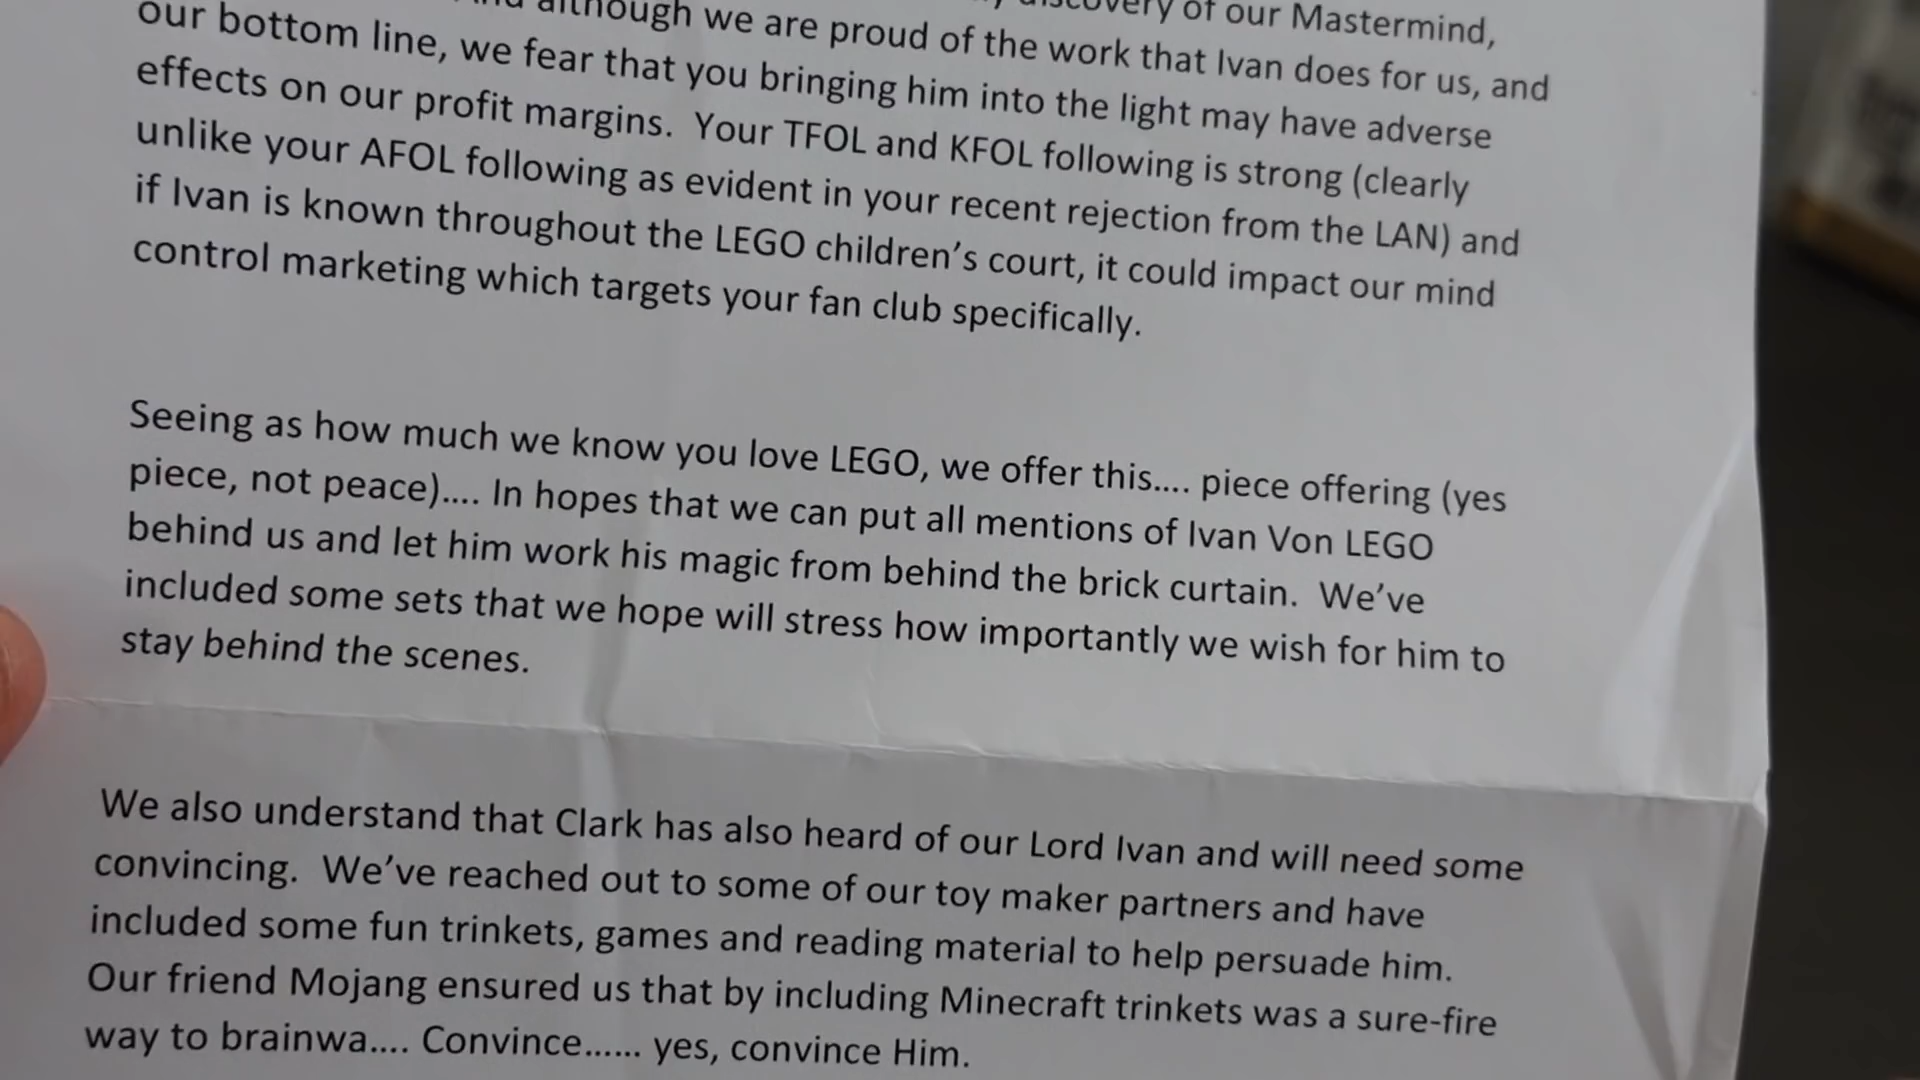 although we are proud of the work that Ivan does for us, and
our bottom line, we fear that you bringing him into the light may have adverse
effects on our profit margins.  Your TFOL and KFOL following is strong (clearly
unlike your AFOL following as evident in your recent rejection from the LAN) and
if Ivan is known throughout the LEGO children’s court, it could impact our mind
control marketing which targets your fan club specifically.
Seeing as how much we know you love LEGO, we offer this.... piece offering (yes
piece, not peace).... In hopes that we can put all mentions of Ivan Von LEGO
behind us and let him work his magic from behind the brick curtain.  We’ve
included some sets that we hope will stress how importantly we wish for him to
stay behind the scenes.
We also understand that Clark has also heard of our Lord Ivan and will need some
convincing.  We’ve reached out to some of our toy maker partners and have
included some fun trinkets, games and reading material to help persuade him.
Our friend Mojang ensured us that by including Minecraft trinkets was a sure-fire
way to brainwa.... Convince...... yes, convince Him.